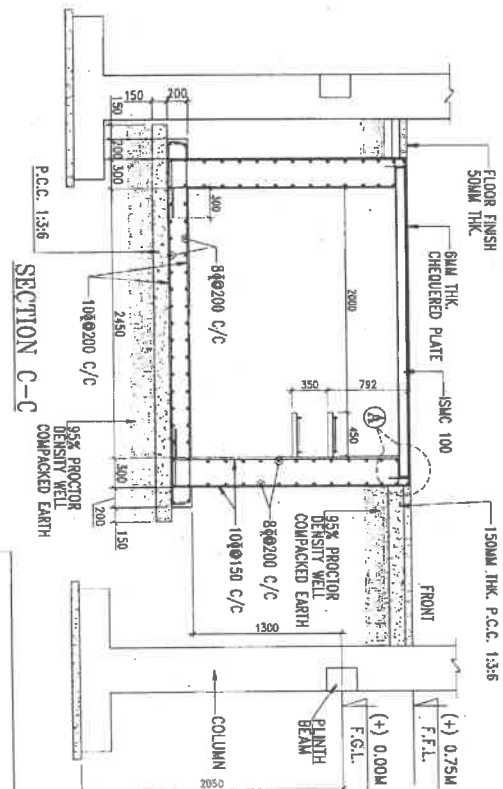 FLOOR FINISH
50MM THK.
6MM THK.
CHEQUERED PLATE
ISMC 100
150MM THK. P.C.C. 1:3:6
FRONT
(+) 0.75M
F.F.L.
(+) 0.00M
F.G.L.
792
A
2000
350
450
300
95% PROCTOR
DENSITY WELL
COMPACKED EARTH
1300
PLINTH
BEAM
8Φ@200 C/C
8Φ@200 C/C
10Φ@150 C/C
COLUMN
2050
150
200
150
200
300
2450
300
200
150
10Φ@200 C/C
P.C.C. 1:3:6
95% PROCTOR
DENSITY WELL
COMPACKED EARTH
SECTION C-C